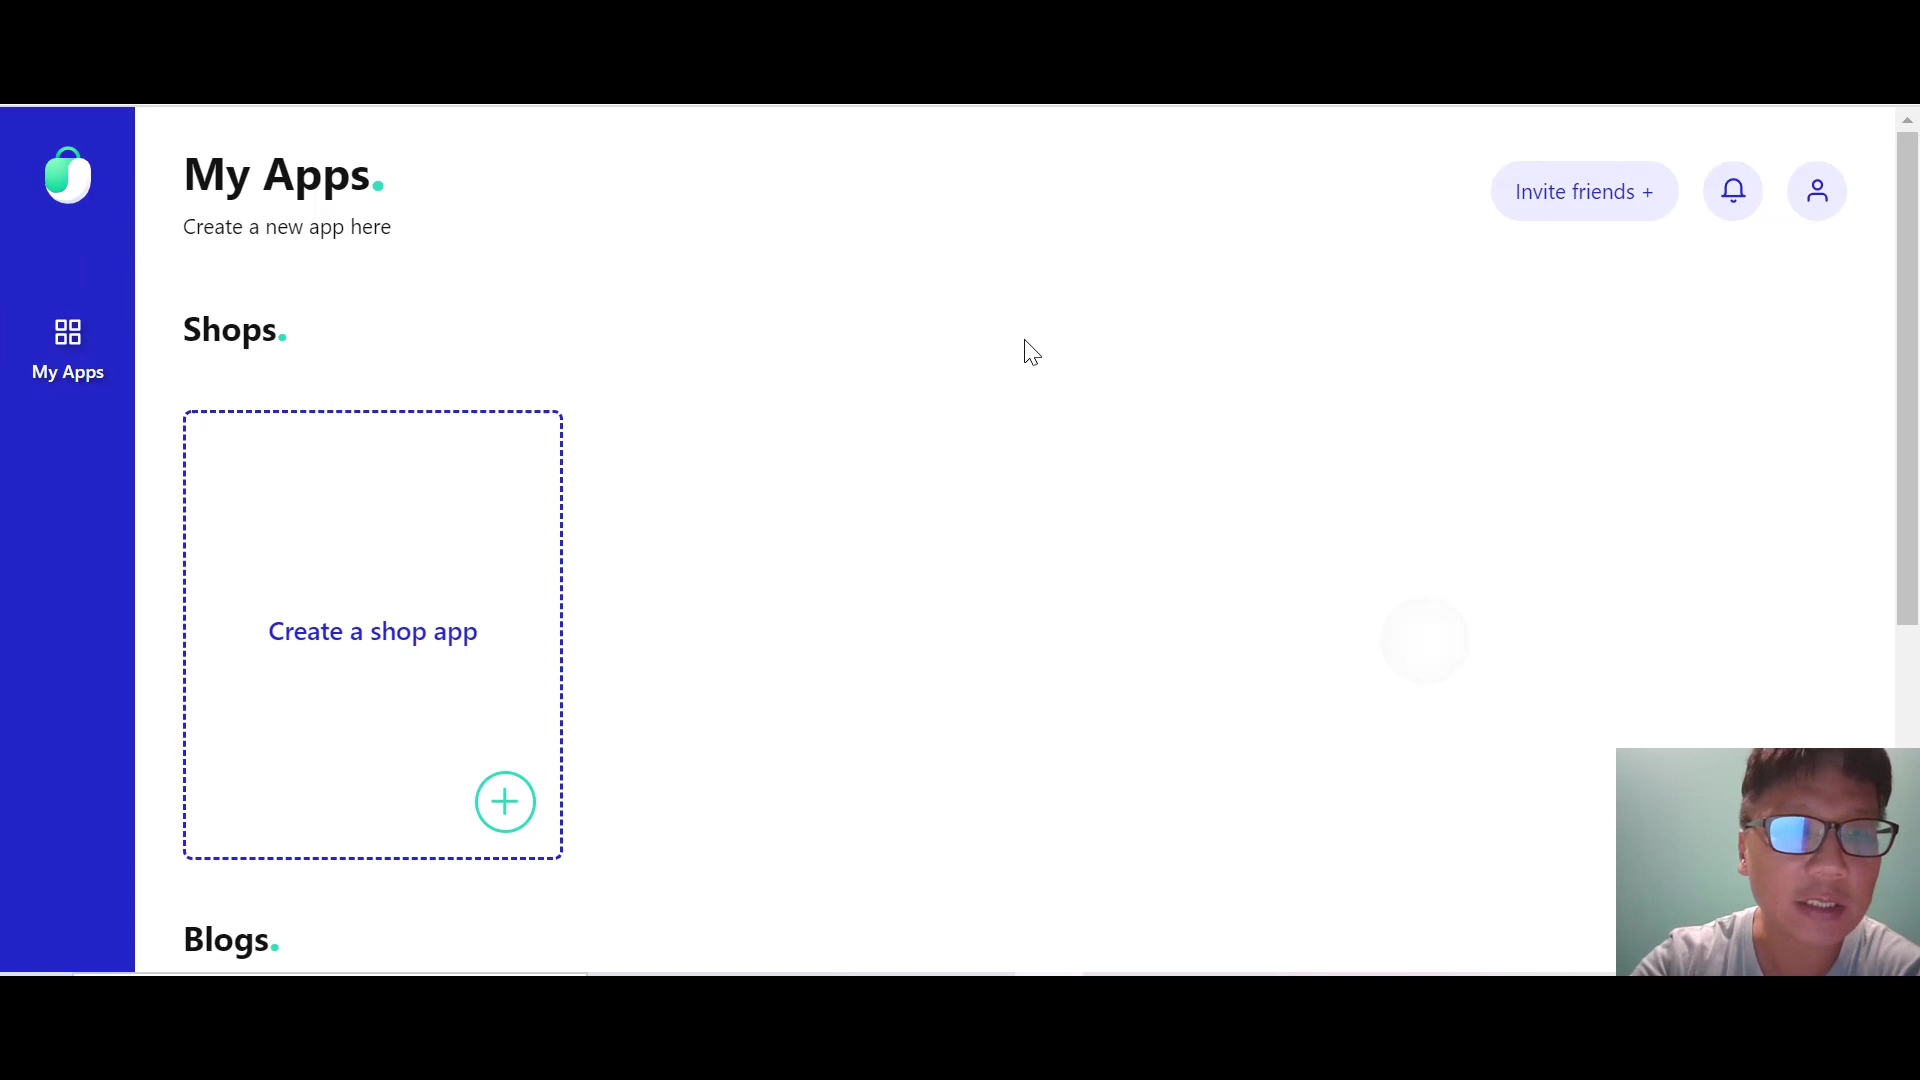 My Apps.
Create a new app here
Invite friends +
My Apps
Shops.
Create a shop app
Blogs.